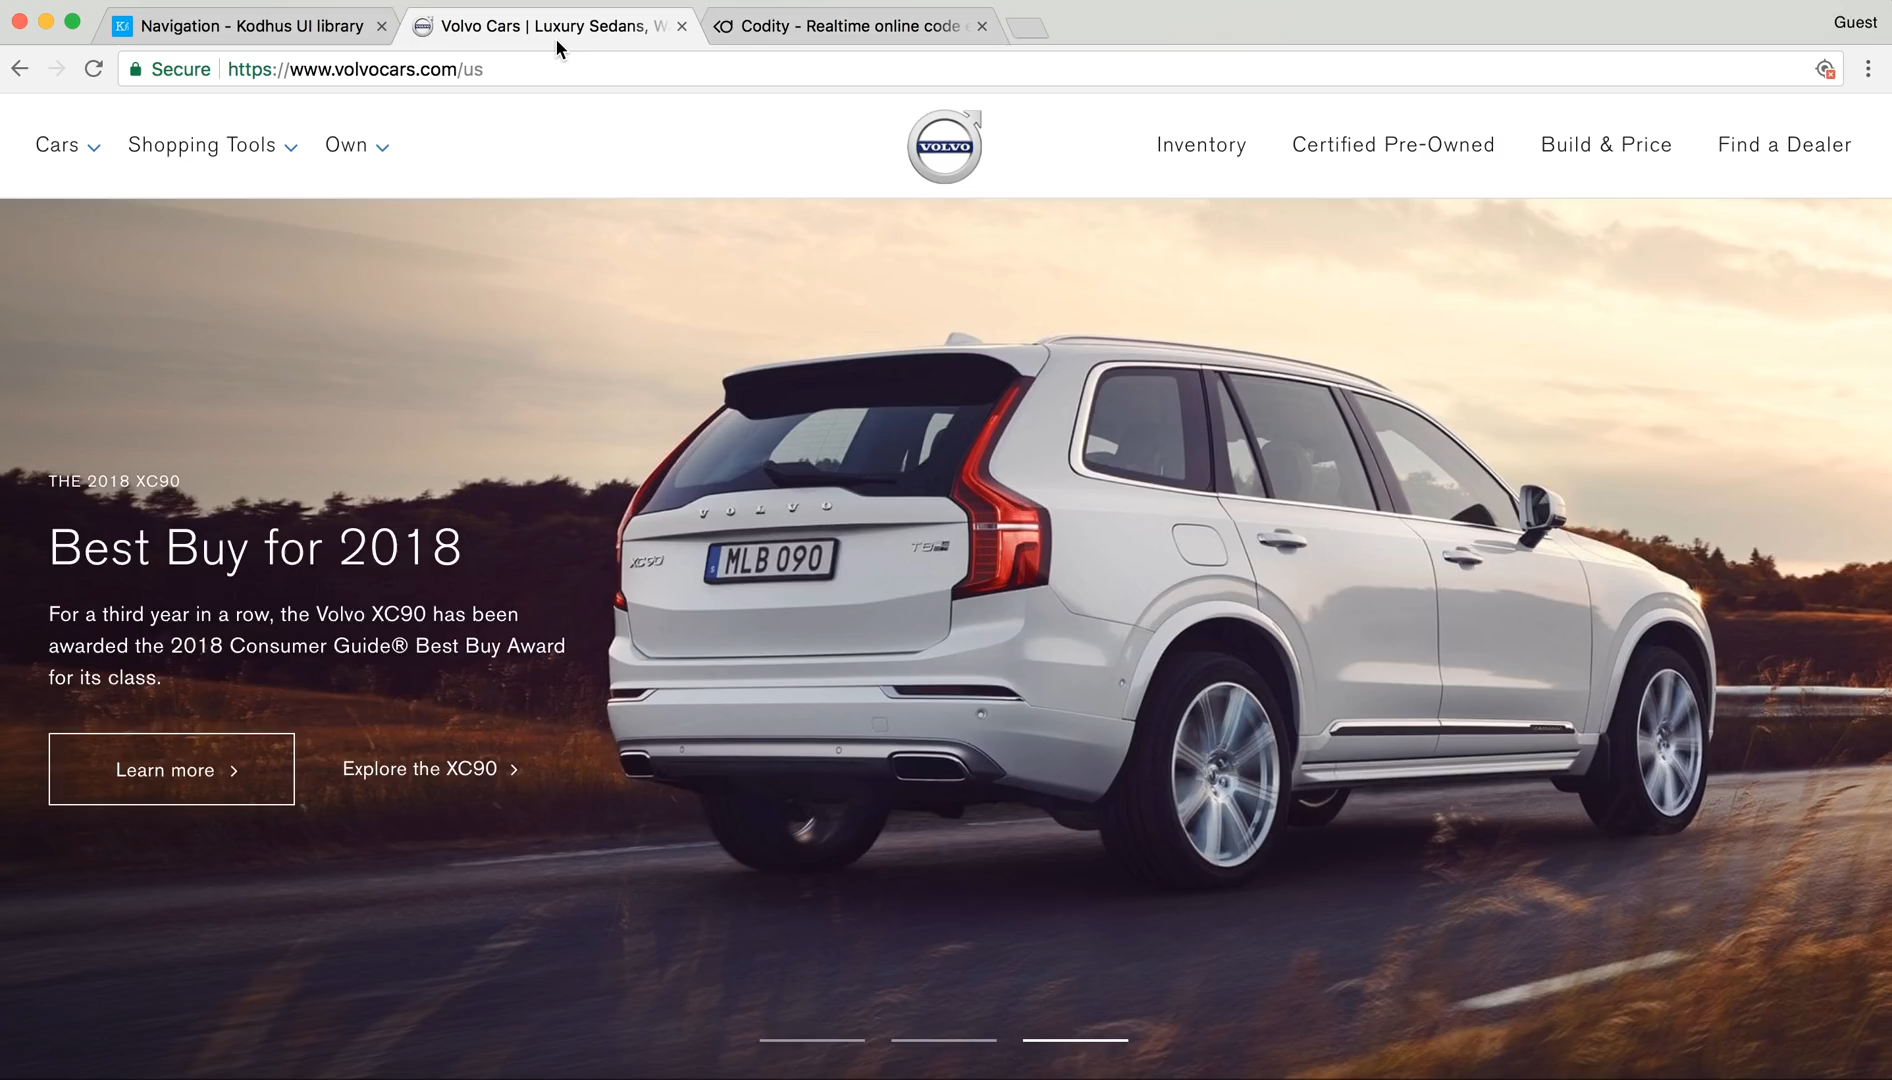 Navigation - Kodhus UI library
Volvo Cars | Luxury Sedans, W
Codity - Realtime online code e
Guest
Secure
https://www.volvocars.com/us
Cars
Shopping Tools
Own
VOLVO
Inventory
Certified Pre-Owned
Build & Price
Find a Dealer
THE 2018 XC90
Best Buy for 2018
For a third year in a row, the Volvo XC90 has been
awarded the 2018 Consumer Guide® Best Buy Award
for its class.
Learn more
Explore the XC90
VOLVO
XC90
T8
MLB 090